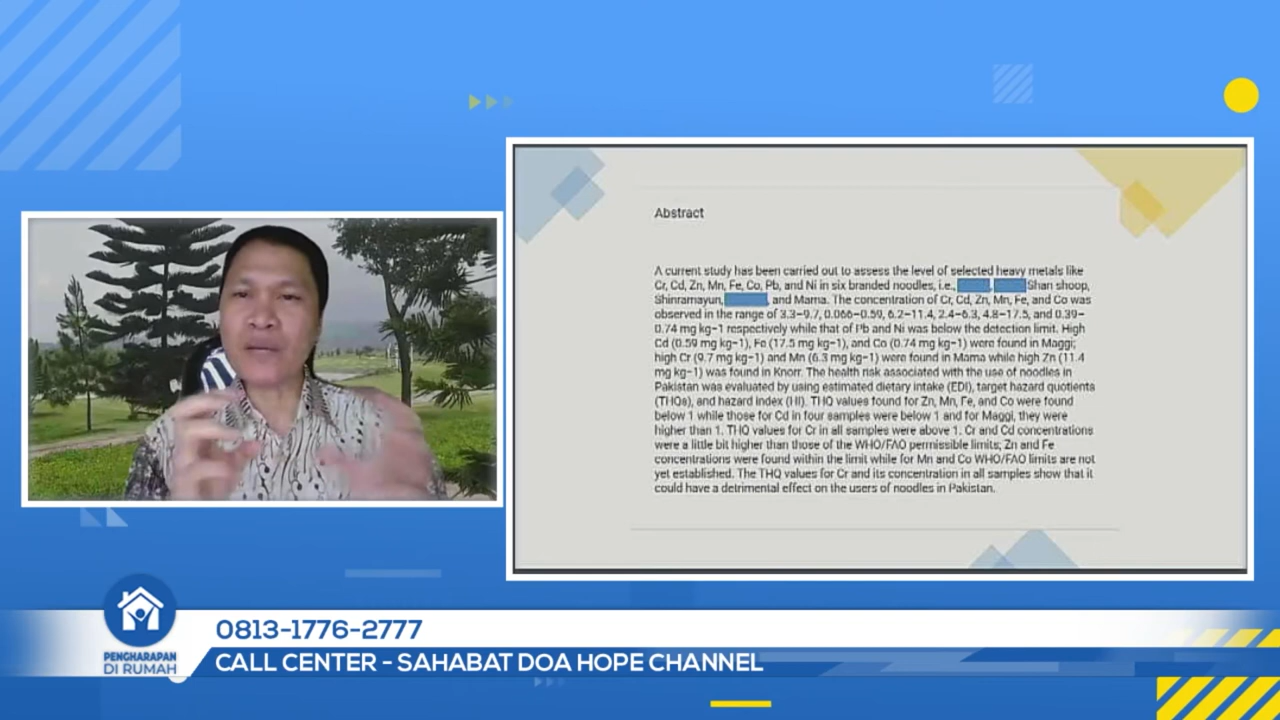 Abstract
A current study has been carried out to assess the level of selected heavy metals like
Cr, Cd, Zn, Mn, Fe, Co, Pb, and Ni in six branded noodles, i.e., Shan shoop,
Shinramayun, and Mama. The concentration of Cr, Cd, Zn, Mn, Fe, and Co was
observed in the range of 3.3–9.7, 0.066–0.59, 6.2–11.4, 2.4–6.3, 4.8–17.5, and 0.39–
0.74 mg kg−1 respectively while that of Pb and Ni was below the detection limit. High
Cd (0.59 mg kg−1), Fe (17.5 mg kg−1), and Co (0.74 mg kg−1) were found in Maggi;
high Cr (9.7 mg kg−1) and Mn (6.3 mg kg−1) were found in Mama while high Zn (11.4
mg kg−1) was found in Knorr. The health risk associated with the use of noodles in
Pakistan was evaluated by using estimated dietary intake (EDI), target hazard quotients
(THQs), and hazard index (HI). THQ values found for Zn, Mn, Fe, and Co were found
below 1 while those for Cd in four samples were below 1 and for Maggi, they were
higher than 1. THQ values for Cr in all samples were above 1. Cr and Cd concentrations
were a little bit higher than those of the WHO/FAO permissible limits; Zn and Fe
concentrations were found within the limit while for Mn and Co WHO/FAO limits are not
yet established. The THQ values for Cr and its concentration in all samples show that it
could have a detrimental effect on the users of noodles in Pakistan.
PENGHARAPAN
DI RUMAH
0813-1776-2777
CALL CENTER - SAHABAT DOA HOPE CHANNEL